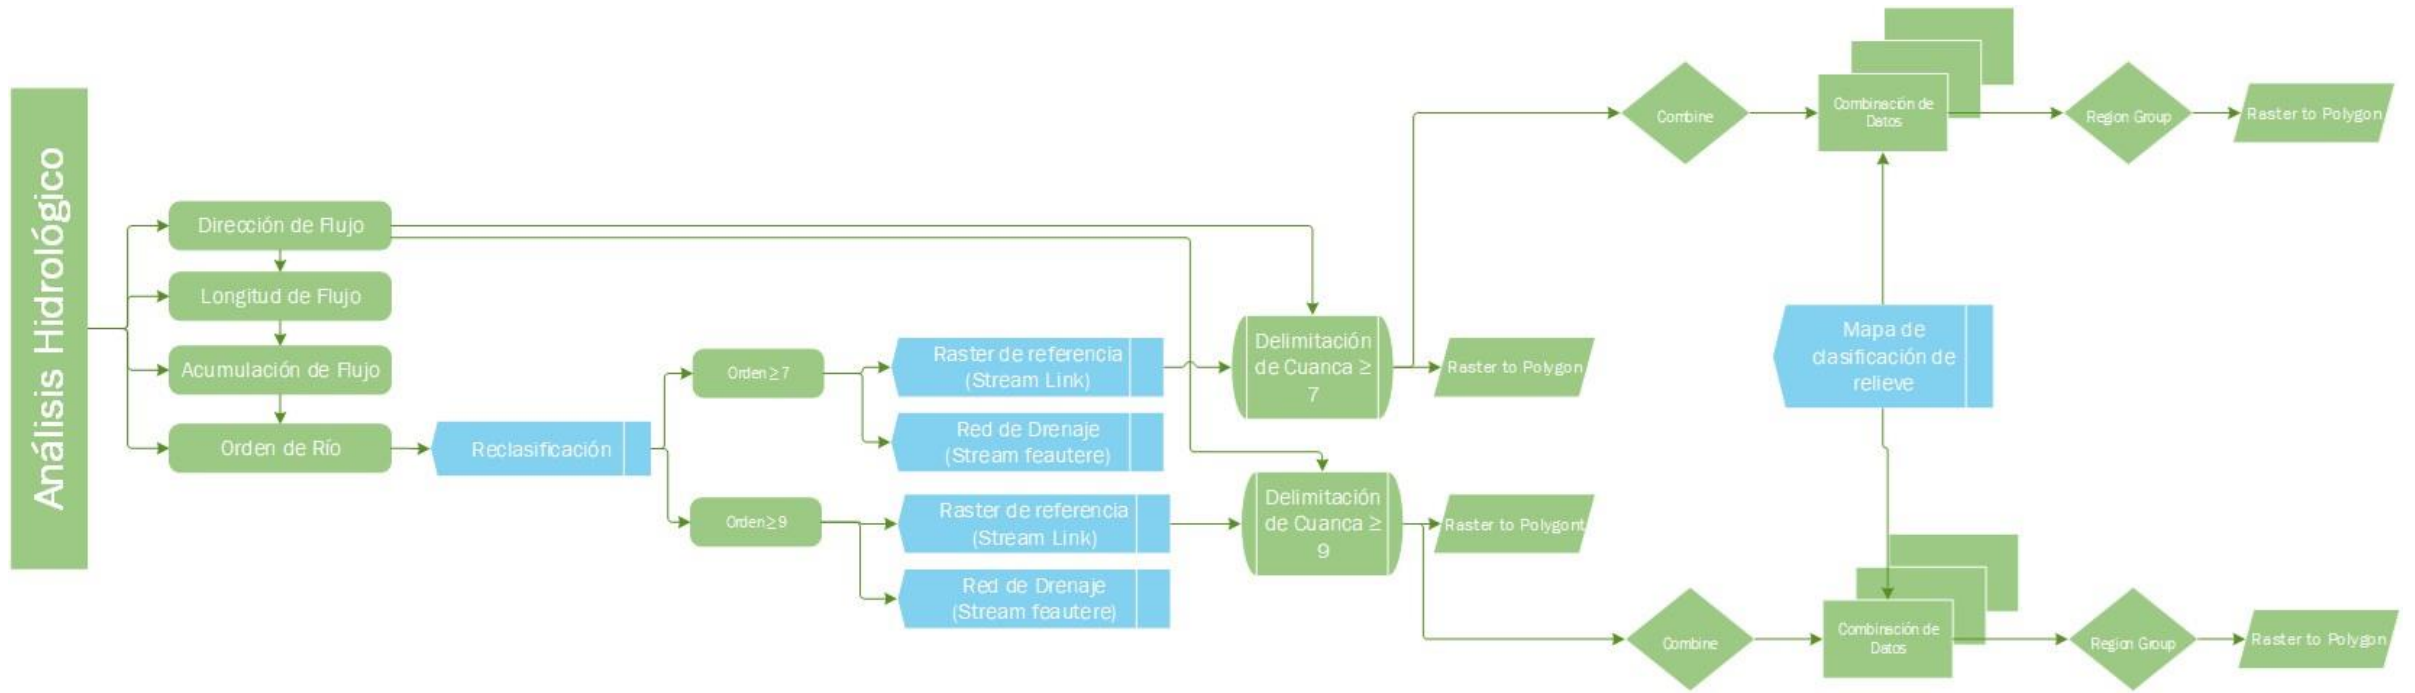 Análisis Hidrológico
Dirección de Flujo
Longitud de Flujo
Acumulación de Flujo
Orden de Río
Reclasificación
Orden ≥ 7
Raster de referencia
(Stream Link)
Red de Drenaje
(Stream feautere)
Orden ≥ 9
Raster de referencia
(Stream Link)
Red de Drenaje
(Stream feautere)
Delimitación
de Cuanca ≥
7
Raster to Polygon
Delimitación
de Cuanca ≥
9
Raster to Polygont
Combine
Combinación de
Datos
Region Group
Raster to Polygon
Mapa de
clasificación de
relieve
Combine
Combinación de
Datos
Region Group
Raster to Polygon